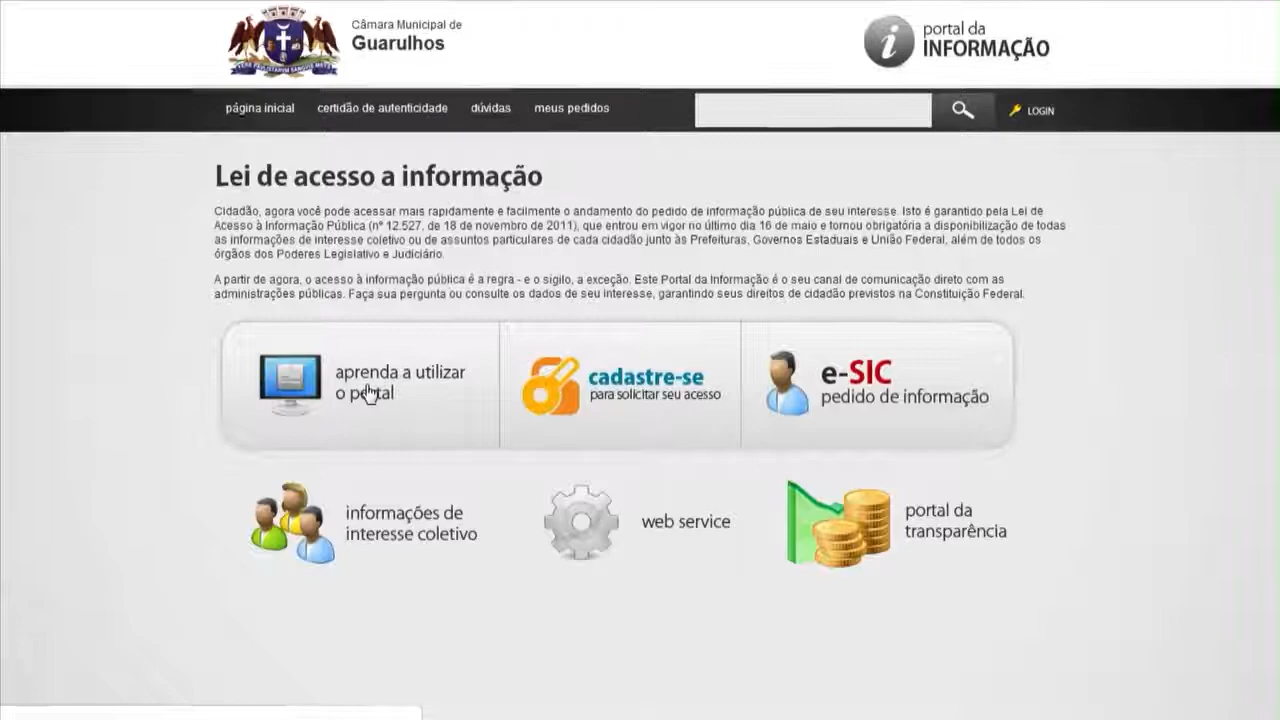 Câmara Municipal de
Guarulhos
portal da
INFORMAÇÃO
página inicial certidão de autenticidade dúvidas meus pedidos LOGIN
Lei de acesso a informação
Cidadão, agora você pode acessar mais rapidamente e facilmente o andamento do pedido de informação pública de seu interesse. Isto é garantido pela Lei de
Acesso à Informação Pública (nº 12.527, de 18 de novembro de 2011), que entrou em vigor no último dia 16 de maio e tornou obrigatória a disponibilização de todas
as informações de interesse coletivo ou de assuntos particulares de cada cidadão junto às Prefeituras, Governos Estaduais e União Federal, além de todos os
órgãos dos Poderes Legislativo e Judiciário.
A partir de agora, o acesso à informação pública é a regra - e o sigilo, a exceção. Este Portal da Informação é o seu canal de comunicação direto com as
administrações públicas. Faça sua pergunta ou consulte os dados de seu interesse, garantindo seus direitos de cidadão previstos na Constituição Federal.
aprenda a utilizar
o portal
cadastre-se
para solicitar seu acesso
e-SIC
pedido de informação
informações de
interesse coletivo
web service
portal da
transparência